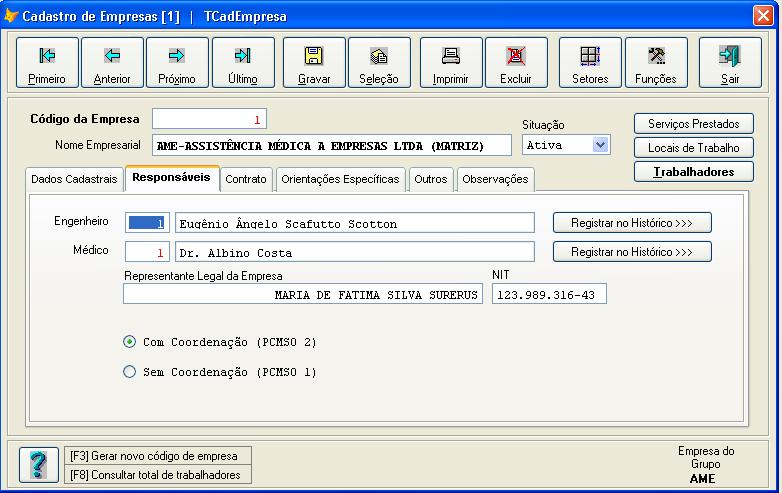 Cadastro de Empresas [1] | TCadEmpresa
Primeiro Anterior Próximo Último Gravar Seleção Imprimir Excluir Setores Funções Sair
Código da Empresa 1
Situação
Serviços Prestados
Nome Empresarial AME-ASSISTÊNCIA MÉDICA A EMPRESAS LTDA (MATRIZ) Ativa
Locais de Trabalho
Trabalhadores
Dados Cadastrais Responsáveis Contrato Orientações Específicas Outros Observações
Engenheiro 1 Eugênio Ângelo Scafutto Scotton Registrar no Histórico >>>
Médico 1 Dr. Albino Costa Registrar no Histórico >>>
Representante Legal da Empresa NIT
MARIA DE FATIMA SILVA SURERUS 123.989.316-43
Com Coordenação (PCMSO 2)
Sem Coordenação (PCMSO 1)
? [F3] Gerar novo código de empresa
[F8] Consultar total de trabalhadores
Empresa do
Grupo
AME